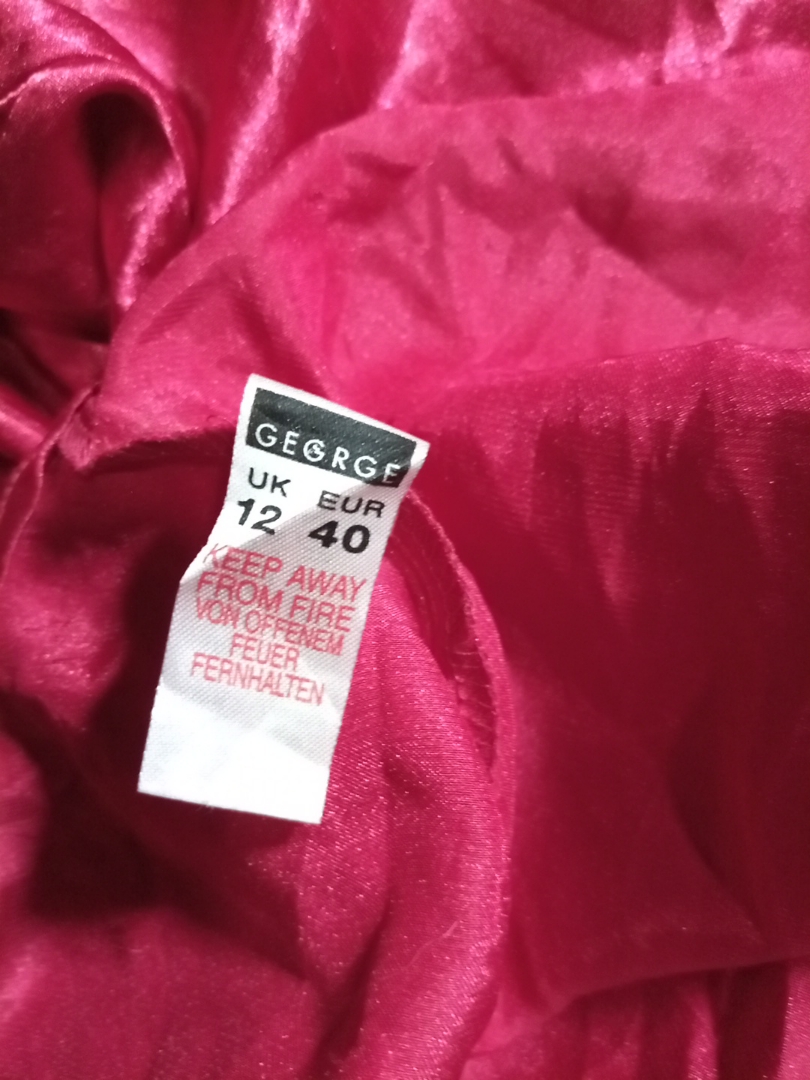 GEORGE
UK EUR
12 40
KEEP AWAY
FROM FIRE
VON OFFENEM
FEUER
FERNHALTEN